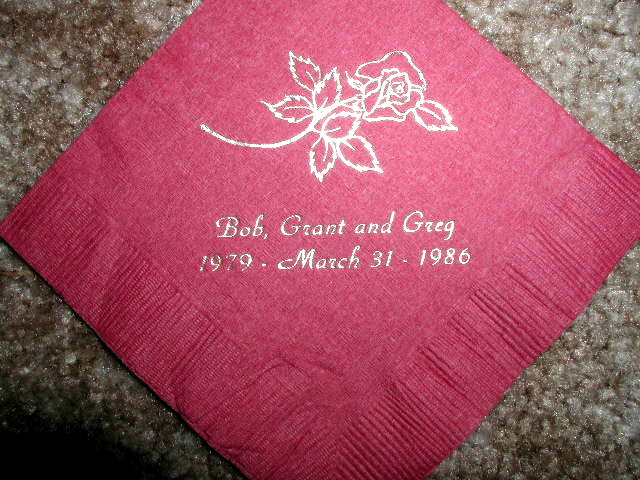 Bob, Grant and Greg
1979 - March 31 - 1986